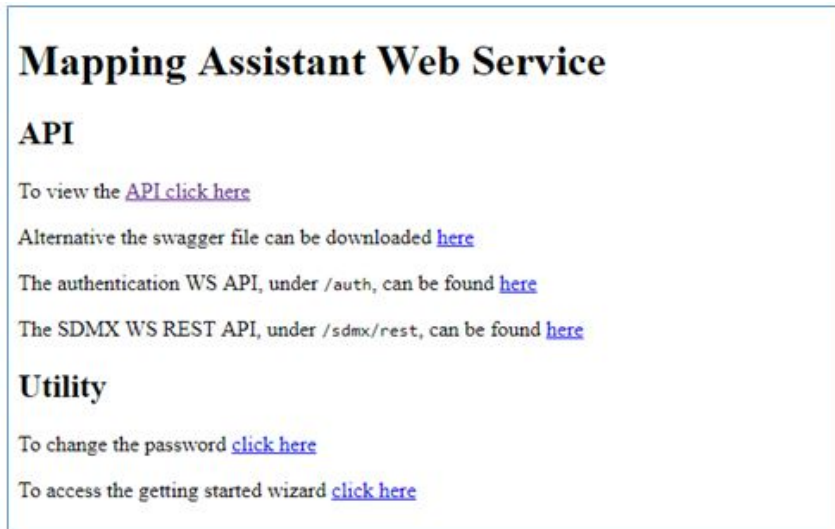 Mapping Assistant Web Service
API
To view the API click here
Alternative the swagger file can be downloaded here
The authentication WS API, under /auth, can be found here
The SDMX WS REST API, under /sdmx/rest, can be found here
Utility
To change the password click here
To access the getting started wizard click here